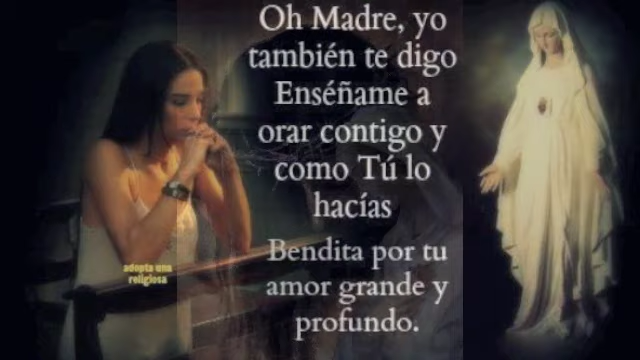 Oh Madre, yo
también te digo
Enséñame a
orar contigo y
como Tú lo
hacías
Bendita por tu
amor grande y
profundo.
adopta una
religiosa